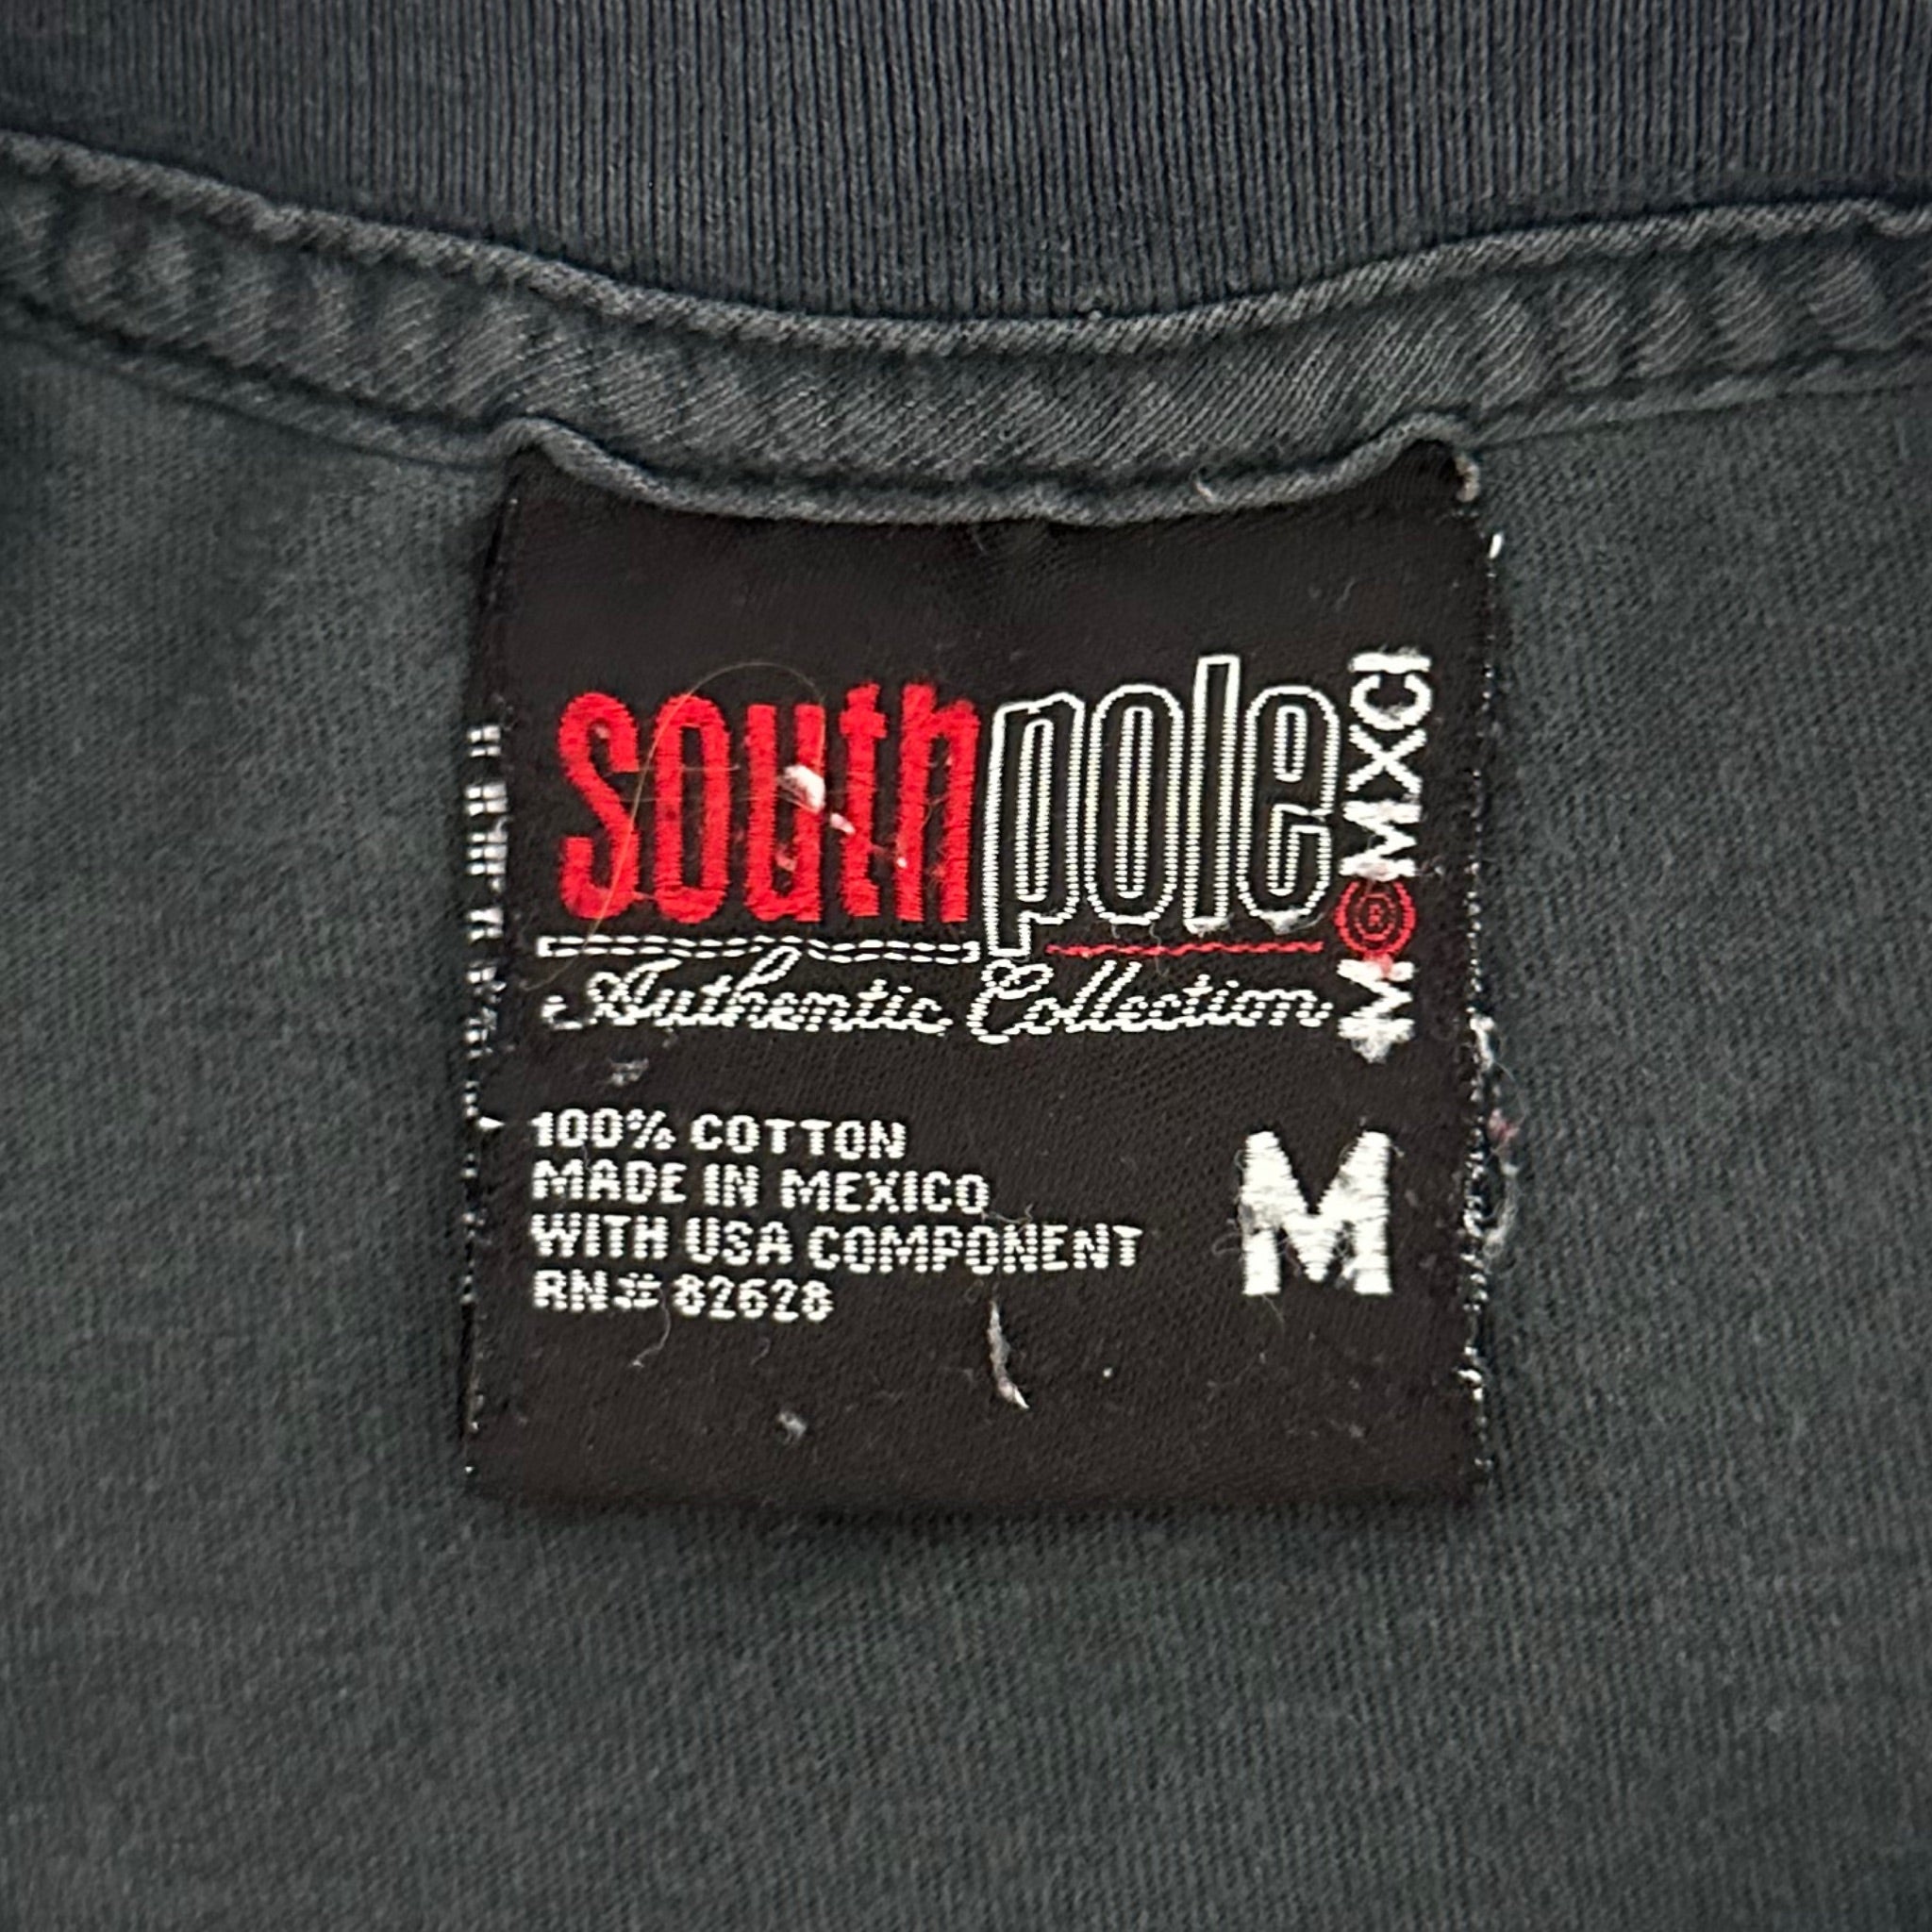 southpole
MCMXCI
®
Authentic Collection
100% COTTON
MADE IN MEXICO
WITH USA COMPONENT
RN# 82628
M